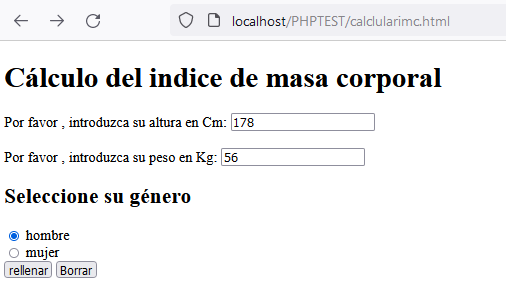 localhost/PHPTEST/calclularimc.html
Cálculo del indice de masa corporal
Por favor , introduzca su altura en Cm: 178
Por favor , introduzca su peso en Kg: 56
Seleccione su género
hombre
mujer
rellenar Borrar